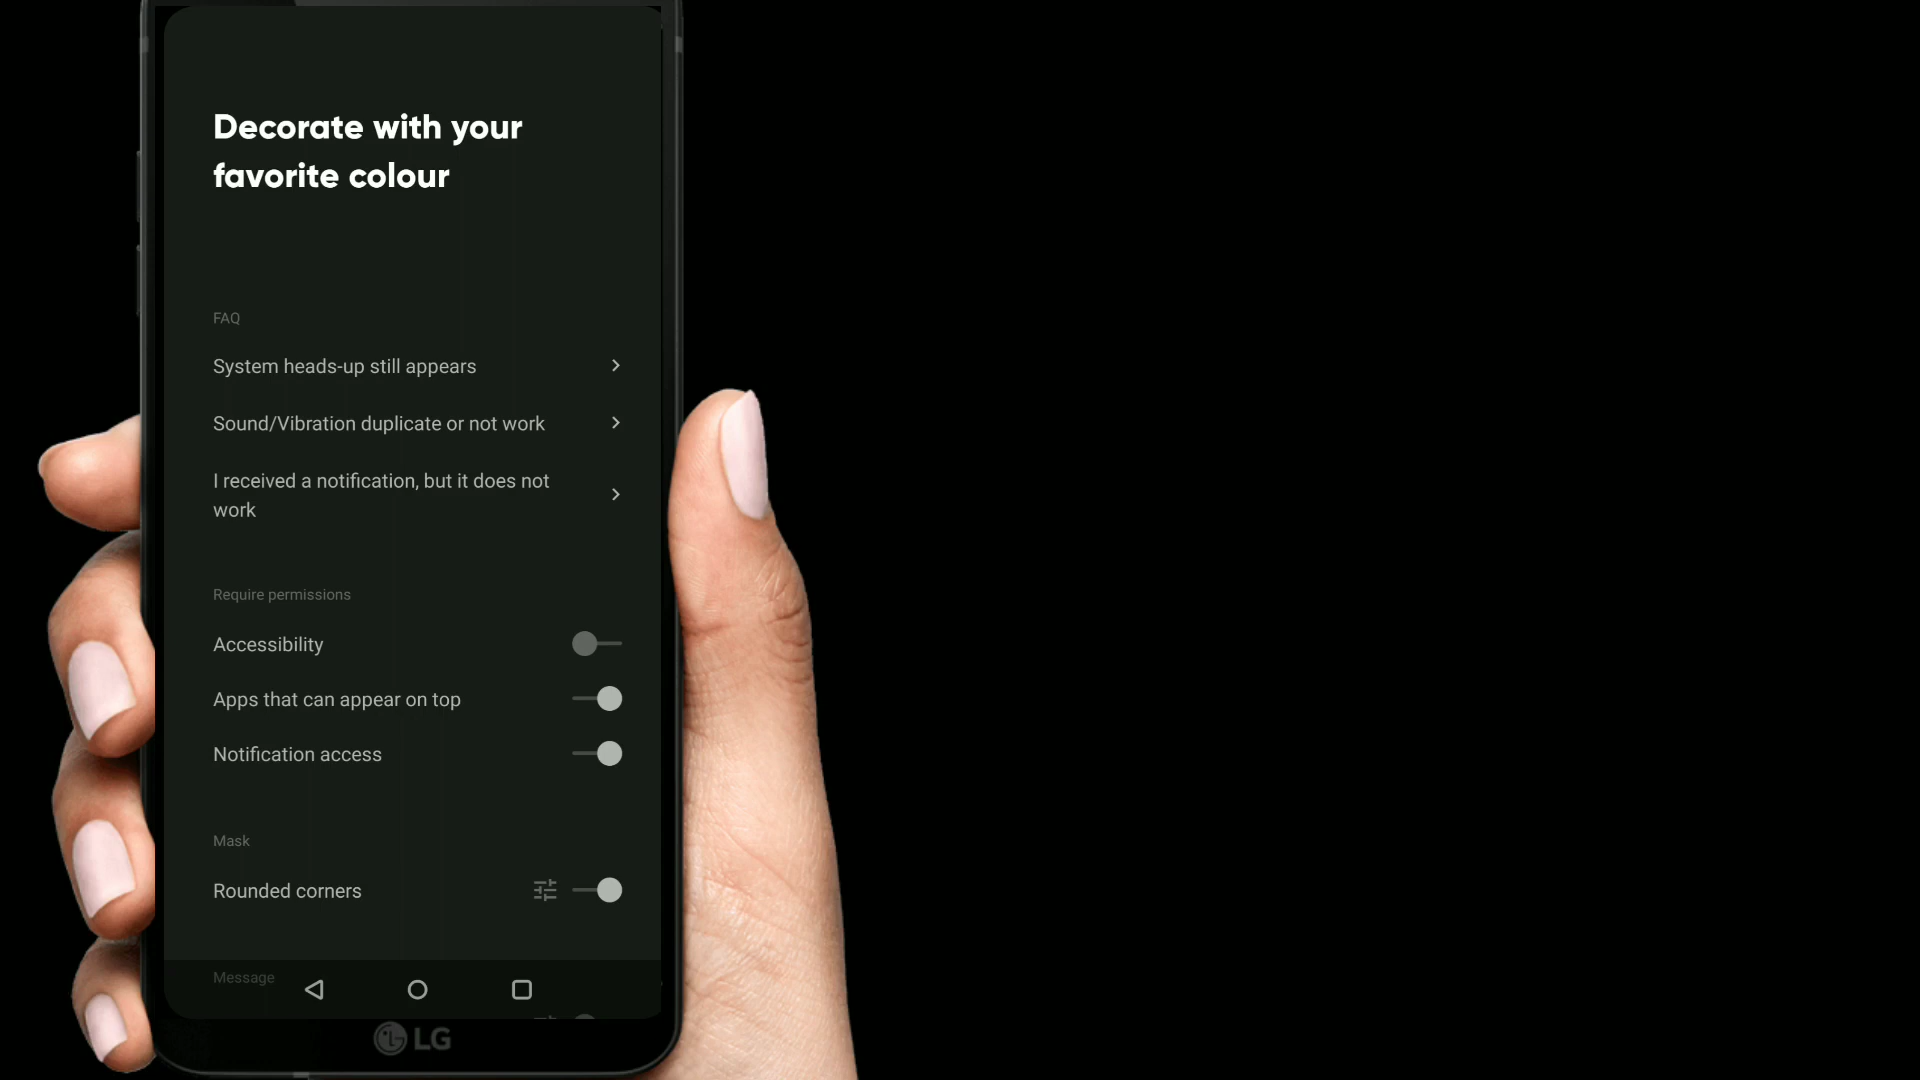 Decorate with your
favorite colour
FAQ
System heads-up still appears
Sound/Vibration duplicate or not work
I received a notification, but it does not
work
Require permissions
Accessibility
Apps that can appear on top
Notification access
Mask
Rounded corners
Message
LG